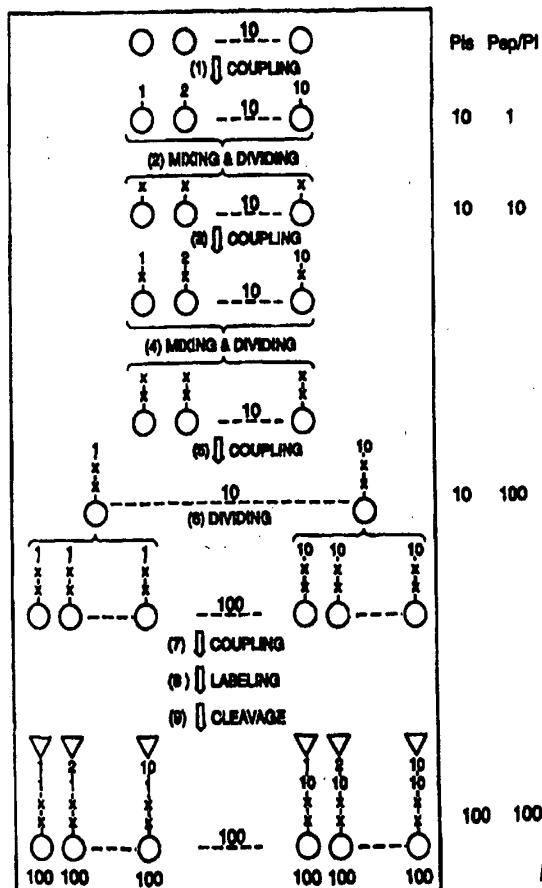 10 Pls Pep/Pl
(1) COUPLING
1 2 10
10 10 1
(2) MIXING & DIVIDING
x x x
10 10 10
(3) COUPLING
1 2 10
x x x
10
(4) MIXING & DIVIDING
x x x
x x x
10
(5) COUPLING
1 10
x x
x x
10 10 100
(6) DIVIDING
1 1 1 10 10 10
x x x x x x
x x x x x x
100
(7) COUPLING
(8) LABELING
(9) CLEAVAGE
1 2 10 1 2 10
1 1 1 10 10 10
x x x x x x
x x x x x x
100 100 100
100 100 100 100 100 100